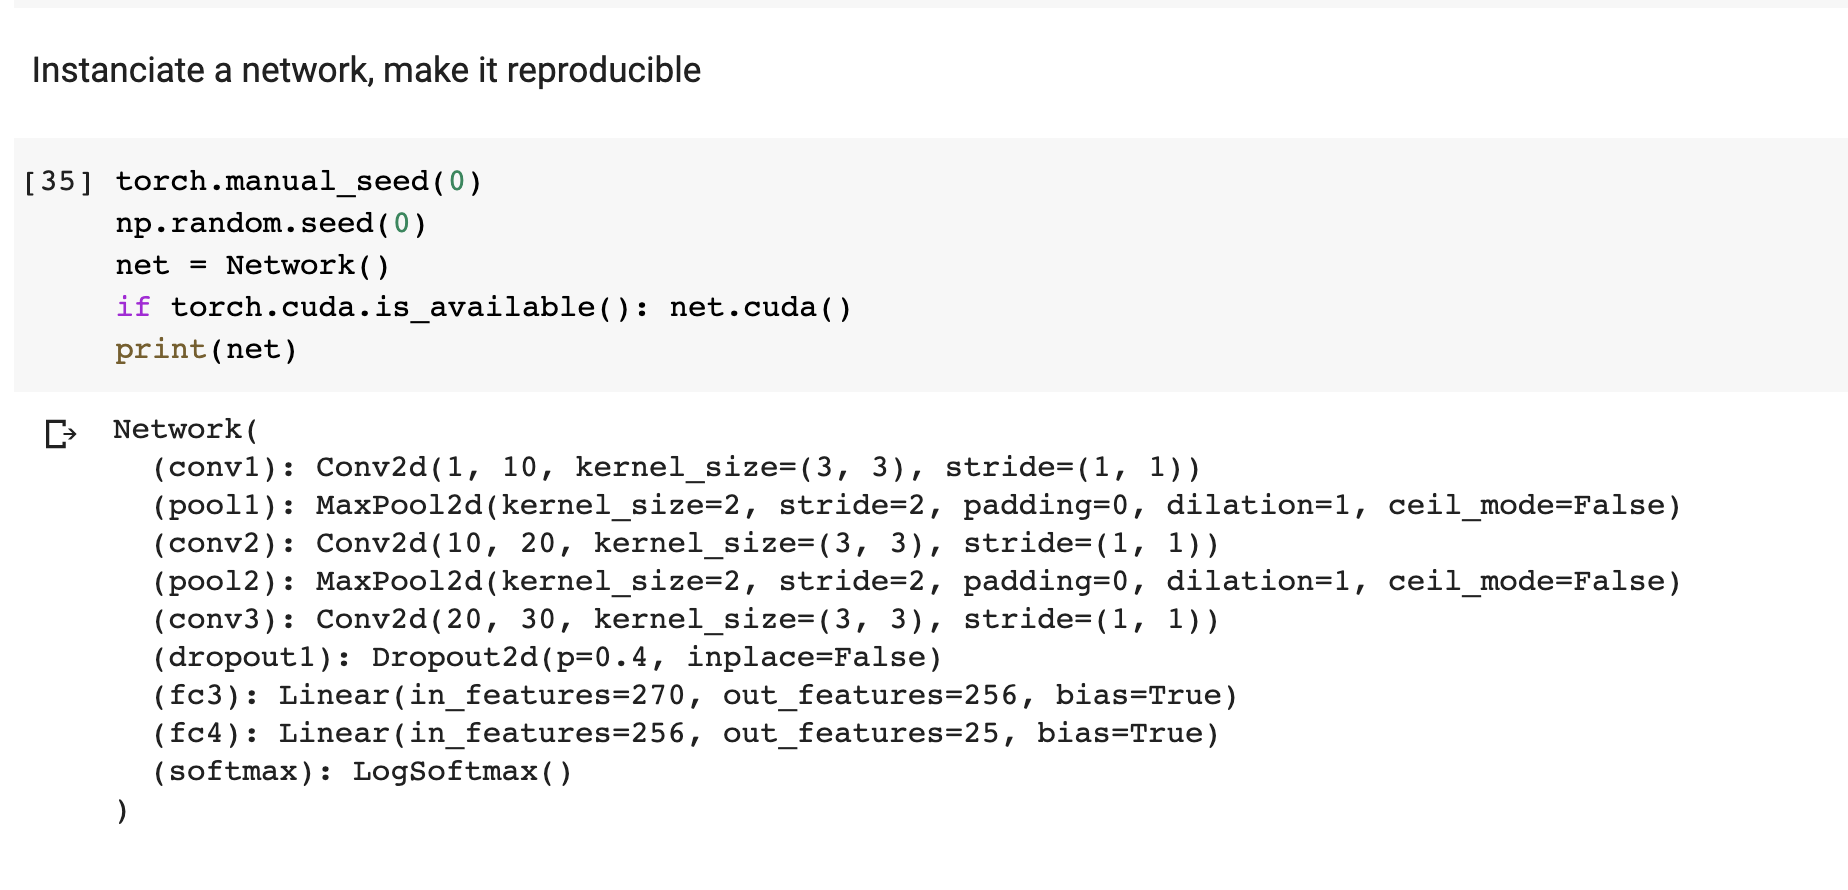 Instanciate a network, make it reproducible
[35] torch.manual_seed(0)
np.random.seed(0)
net = Network()
if torch.cuda.is_available(): net.cuda()
print(net)
Network(
  (conv1): Conv2d(1, 10, kernel_size=(3, 3), stride=(1, 1))
  (pool1): MaxPool2d(kernel_size=2, stride=2, padding=0, dilation=1, ceil_mode=False)
  (conv2): Conv2d(10, 20, kernel_size=(3, 3), stride=(1, 1))
  (pool2): MaxPool2d(kernel_size=2, stride=2, padding=0, dilation=1, ceil_mode=False)
  (conv3): Conv2d(20, 30, kernel_size=(3, 3), stride=(1, 1))
  (dropout1): Dropout2d(p=0.4, inplace=False)
  (fc3): Linear(in_features=270, out_features=256, bias=True)
  (fc4): Linear(in_features=256, out_features=25, bias=True)
  (softmax): LogSoftmax()
)